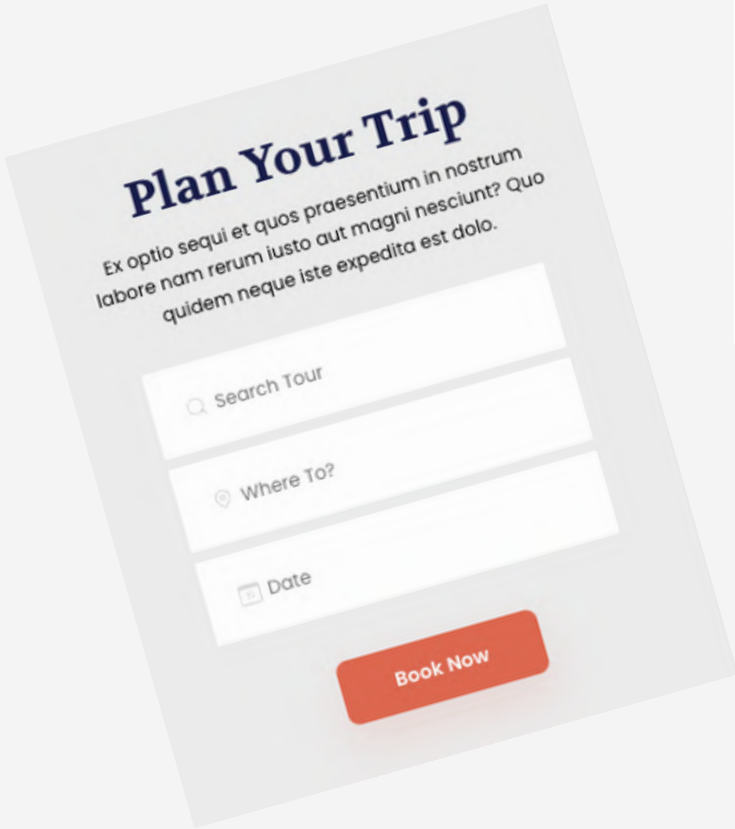 Plan Your Trip
Ex optio sequi et quos praesentium in nostrum
labore nam rerum iusto aut magni nesciunt? Quo
quidem neque iste expedita est dolo.
Search Tour
Where To?
Date
Book Now